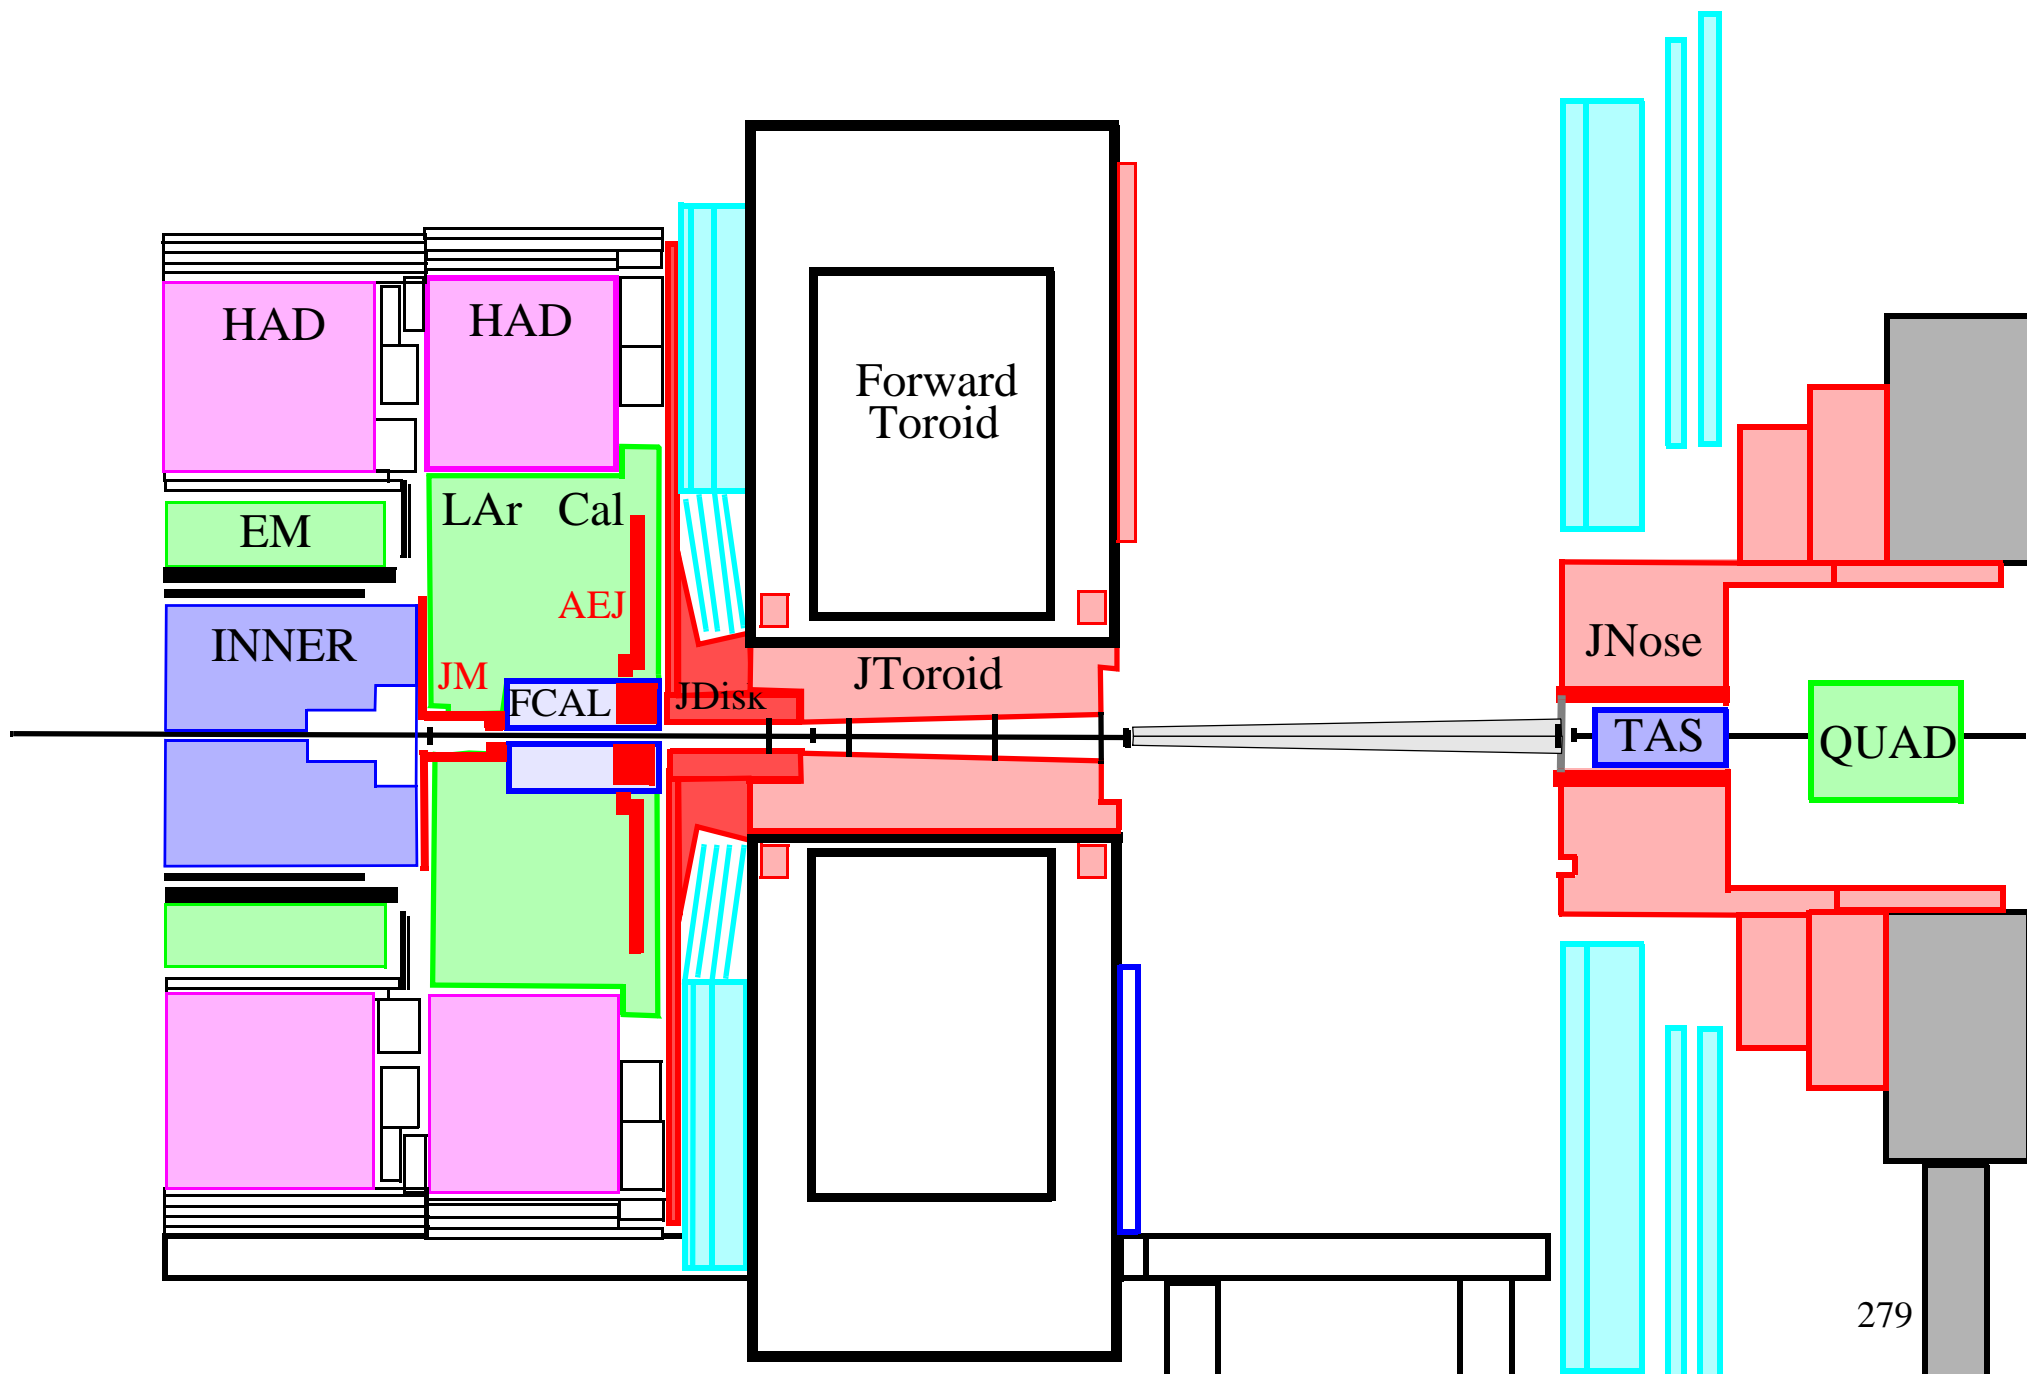 HAD
HAD
Forward
Toroid
LAr Cal
EM
AEJ
INNER
JNose
JM
JToroid
FCAL
JDisk
TAS
QUAD
279